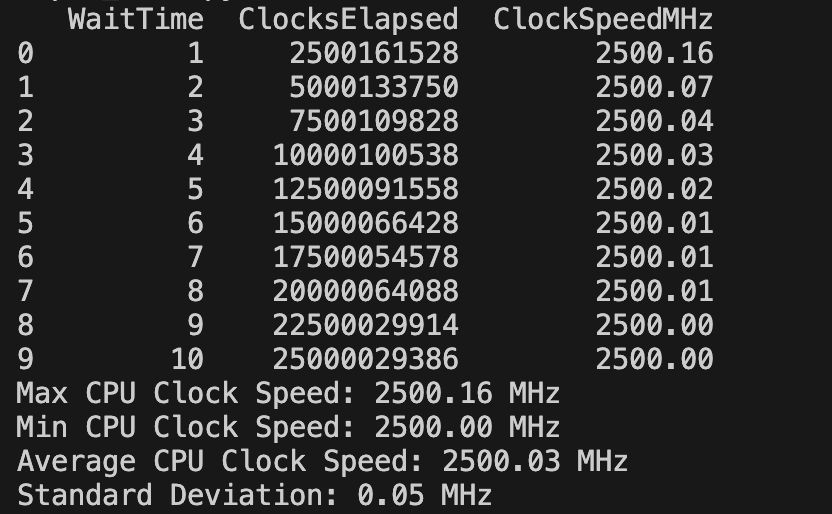 WaitTime ClocksElapsed ClockSpeedMHz
0 1 2500161528 2500.16
1 2 5000133750 2500.07
2 3 7500109828 2500.04
3 4 10000100538 2500.03
4 5 12500091558 2500.02
5 6 15000066428 2500.01
6 7 17500054578 2500.01
7 8 20000064088 2500.01
8 9 22500029914 2500.00
9 10 25000029386 2500.00
Max CPU Clock Speed: 2500.16 MHz
Min CPU Clock Speed: 2500.00 MHz
Average CPU Clock Speed: 2500.03 MHz
Standard Deviation: 0.05 MHz